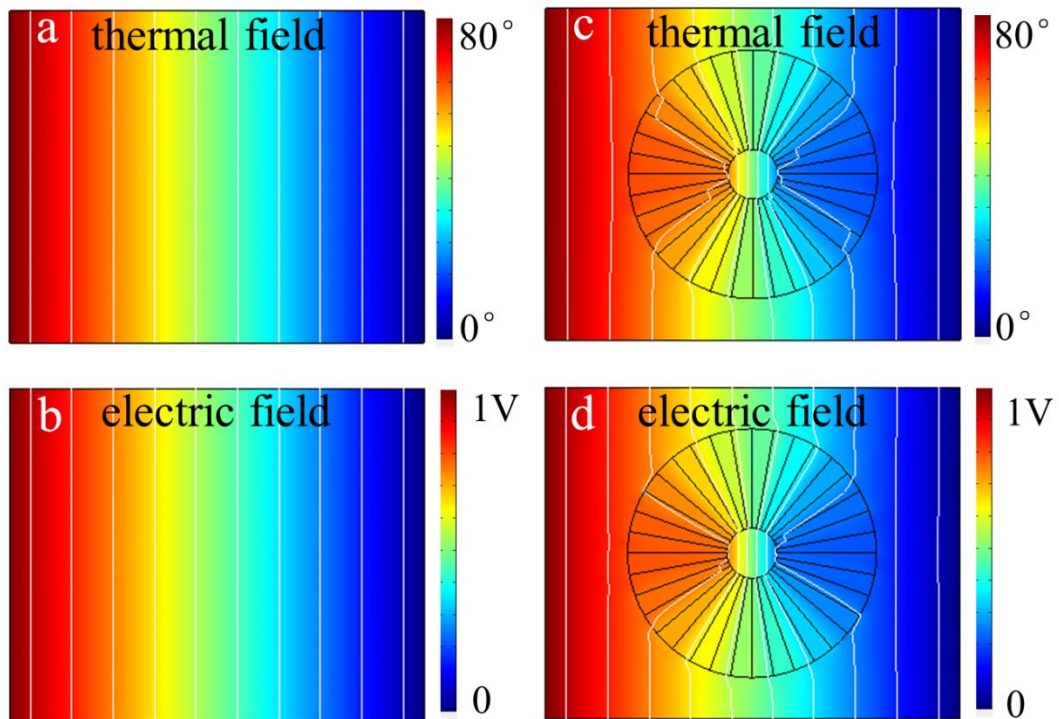 a
thermal field
80°
0°
c
thermal field
80°
0°
b
electric field
1V
0
d
electric field
1V
0